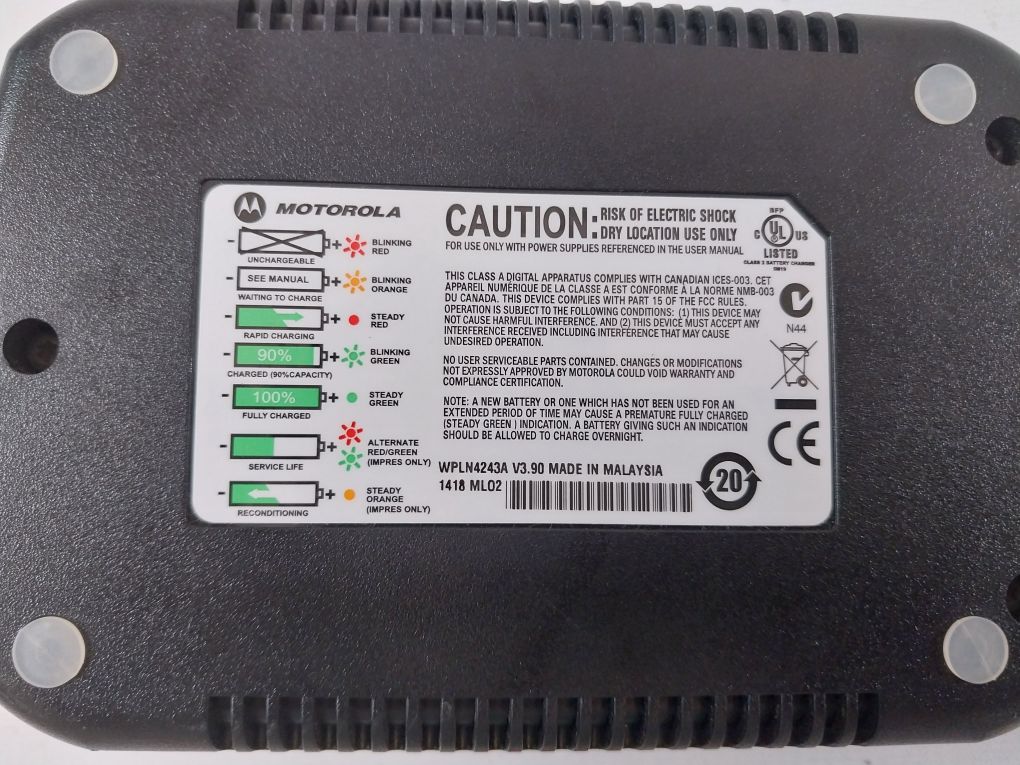 MOTOROLA
- + BLINKING RED
UNCHARGEABLE
- SEE MANUAL + BLINKING ORANGE
WAITING TO CHARGE
- + STEADY RED
RAPID CHARGING
- 90% + BLINKING GREEN
CHARGED (90%CAPACITY)
- 100% + STEADY GREEN
FULLY CHARGED
- + ALTERNATE RED/GREEN (IMPRES ONLY)
SERVICE LIFE
- + STEADY ORANGE (IMPRES ONLY)
RECONDITIONING
CAUTION: RISK OF ELECTRIC SHOCK
DRY LOCATION USE ONLY
FOR USE ONLY WITH POWER SUPPLIES REFERENCED IN THE USER MANUAL
THIS CLASS A DIGITAL APPARATUS COMPLIES WITH CANADIAN ICES-003. CET
APPAREIL NUMÉRIQUE DE LA CLASSE A EST CONFORME À LA NORME NMB-003
DU CANADA. THIS DEVICE COMPLIES WITH PART 15 OF THE FCC RULES.
OPERATION IS SUBJECT TO THE FOLLOWING CONDITIONS: (1) THIS DEVICE MAY
NOT CAUSE HARMFUL INTERFERENCE. AND (2) THIS DEVICE MUST ACCEPT ANY
INTERFERENCE RECEIVED INCLUDING INTERFERENCE THAT MAY CAUSE
UNDESIRED OPERATION.
NO USER SERVICEABLE PARTS CONTAINED. CHANGES OR MODIFICATIONS
NOT EXPRESSLY APPROVED BY MOTOROLA COULD VOID WARRANTY AND
COMPLIANCE CERTIFICATION.
NOTE: A NEW BATTERY OR ONE WHICH HAS NOT BEEN USED FOR AN
EXTENDED PERIOD OF TIME MAY CAUSE A PREMATURE FULLY CHARGED
(STEADY GREEN ) INDICATION. A BATTERY GIVING SUCH AN INDICATION
SHOULD BE ALLOWED TO CHARGE OVERNIGHT.
WPLN4243A V3.90 MADE IN MALAYSIA
1418 ML02
C UL US
LISTED
CLASS 2 BATTERY CHARGER
N44
CE
20